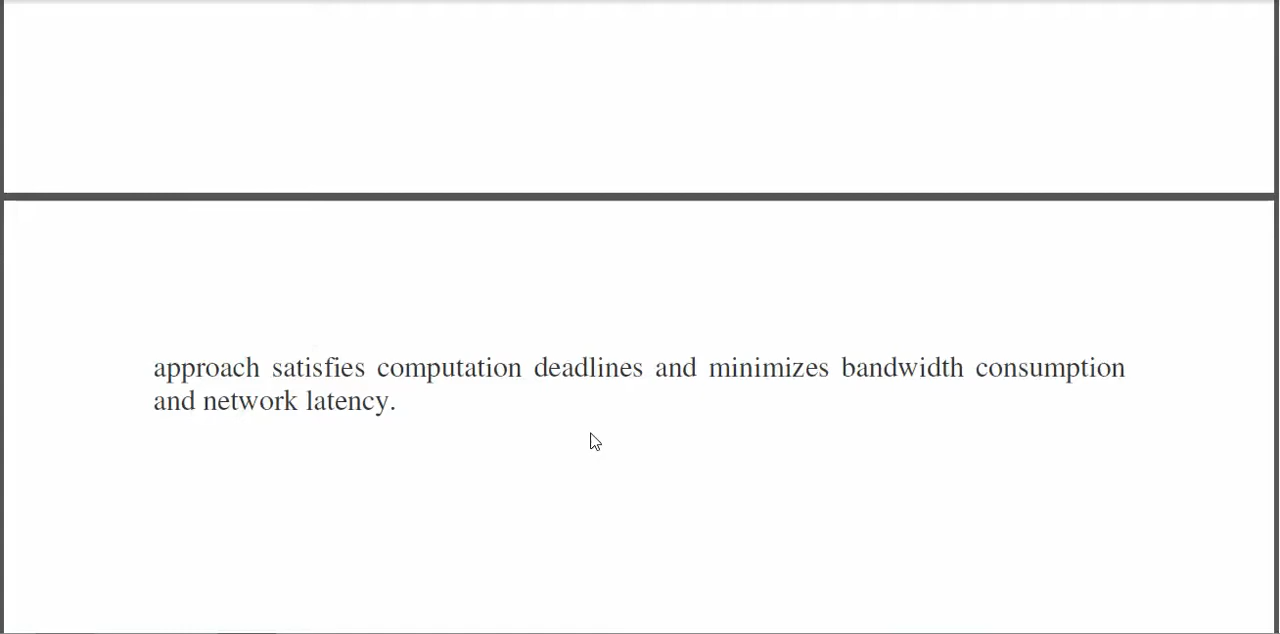 approach satisfies computation deadlines and minimizes bandwidth consumption
and network latency.